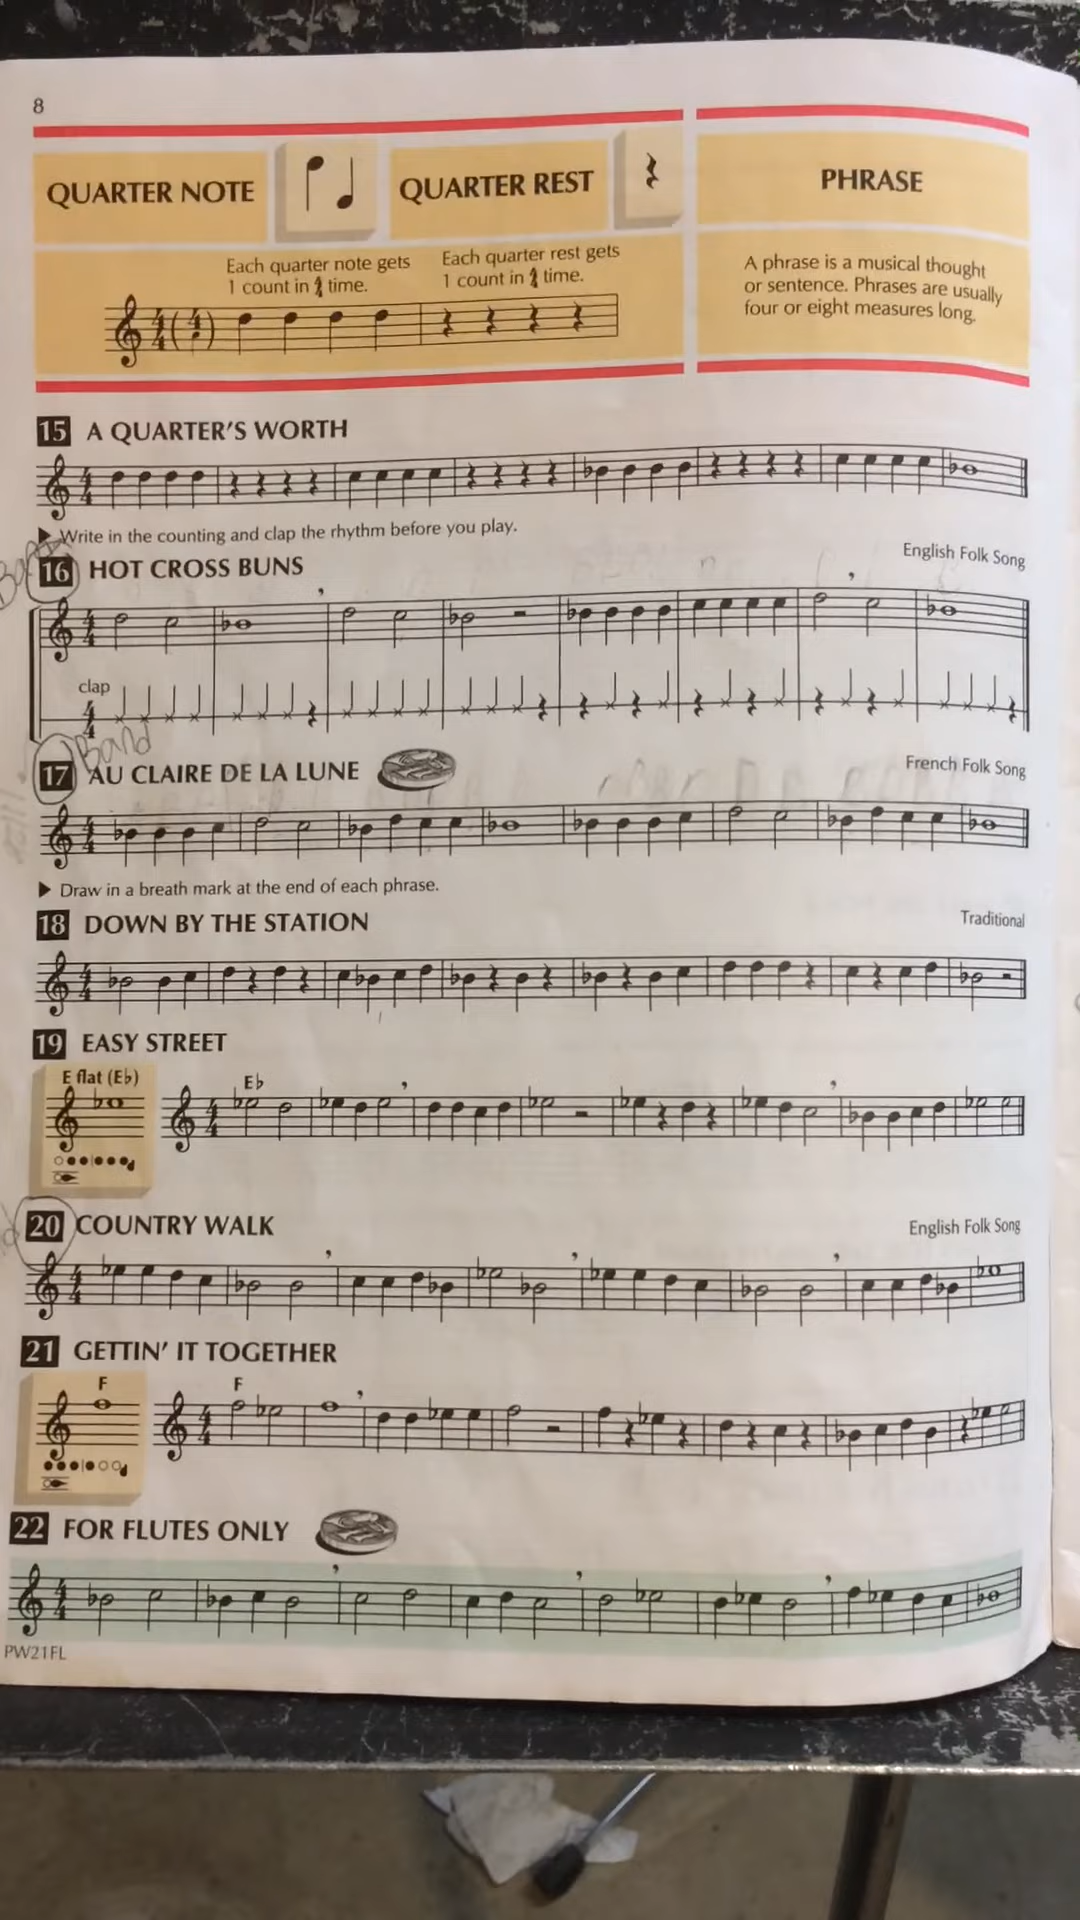 8
QUARTER NOTE
QUARTER REST
PHRASE
Each quarter note gets
1 count in 4/4 time.
Each quarter rest gets
1 count in 4/4 time.
A phrase is a musical thought
or sentence. Phrases are usually
four or eight measures long.
15 A QUARTER'S WORTH
▶ Write in the counting and clap the rhythm before you play.
Band
16 HOT CROSS BUNS
English Folk Song
clap
Band
17 AU CLAIRE DE LA LUNE
French Folk Song
▶ Draw in a breath mark at the end of each phrase.
18 DOWN BY THE STATION
Traditional
19 EASY STREET
E flat (E♭)
E♭
20 COUNTRY WALK
English Folk Song
21 GETTIN' IT TOGETHER
F
F
22 FOR FLUTES ONLY
PW21FL